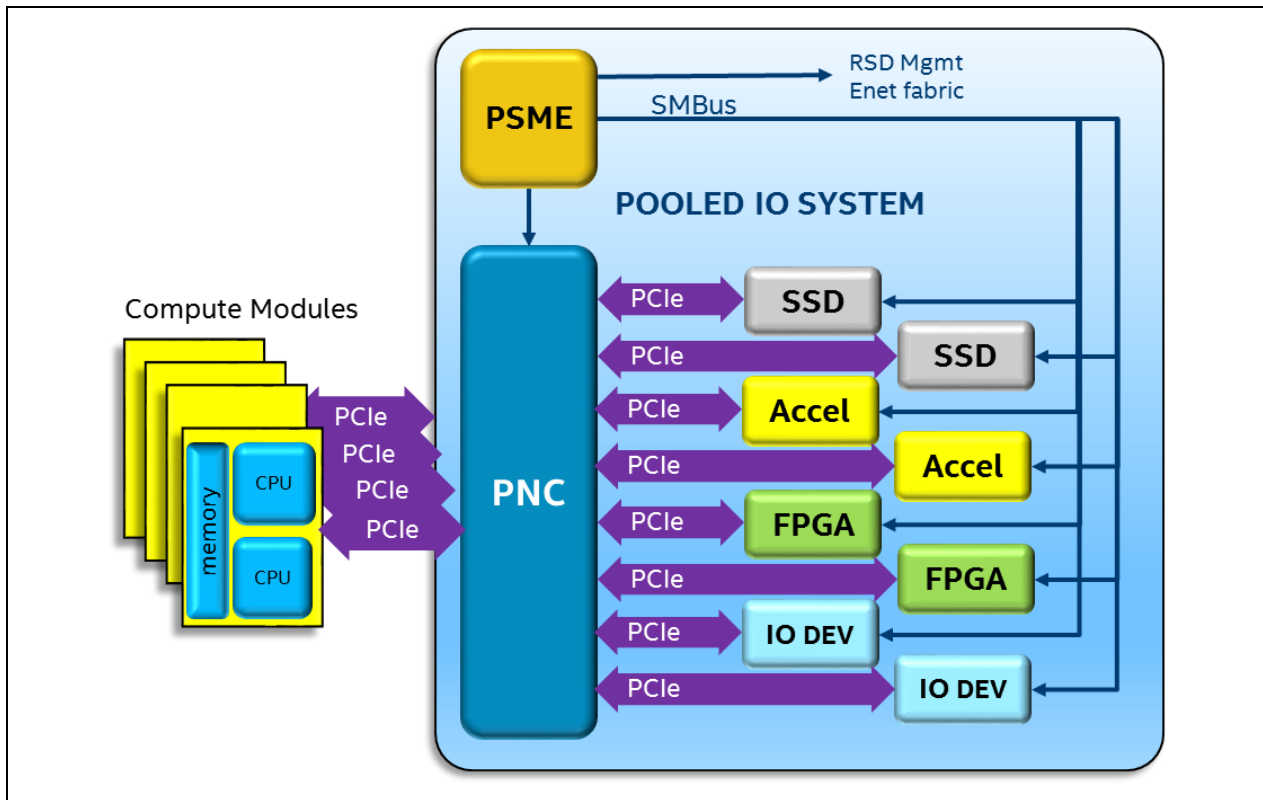 PSME
RSD Mgmt
Enet fabric
SMBus
POOLED IO SYSTEM
Compute Modules
PCIe
PCIe
PCIe
PCIe
memory
CPU
CPU
PNC
PCIe
SSD
PCIe
SSD
PCIe
Accel
PCIe
Accel
PCIe
FPGA
PCIe
FPGA
PCIe
IO DEV
PCIe
IO DEV